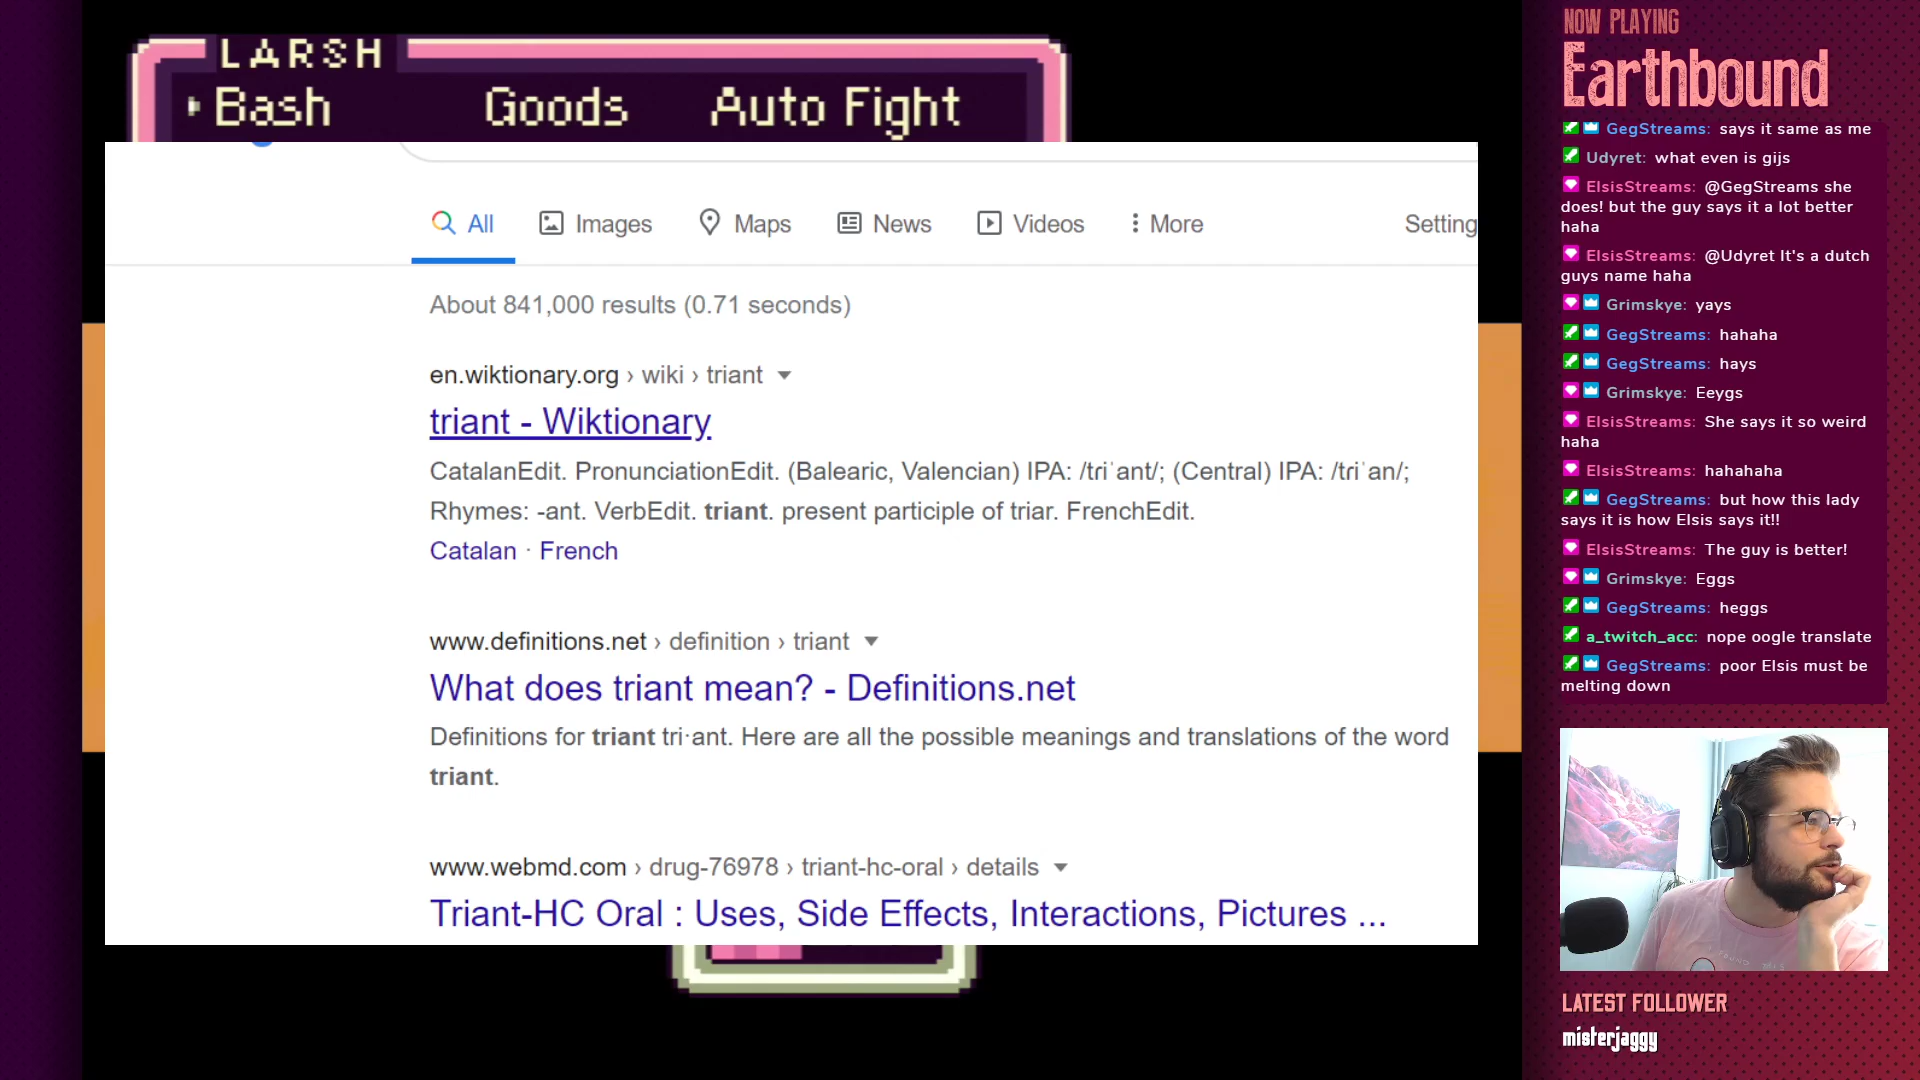 LARSH
Bash Goods Auto Fight
All Images Maps News Videos More Setting
About 841,000 results (0.71 seconds)
en.wiktionary.org › wiki › triant
triant - Wiktionary
CatalanEdit. PronunciationEdit. (Balearic, Valencian) IPA: /tɾiˈant/; (Central) IPA: /tɾiˈan/;
Rhymes: -ant. VerbEdit. triant. present participle of triar. FrenchEdit.
Catalan · French
www.definitions.net › definition › triant
What does triant mean? - Definitions.net
Definitions for triant tri·ant. Here are all the possible meanings and translations of the word
triant.
www.webmd.com › drug-76978 › triant-hc-oral › details
Triant-HC Oral : Uses, Side Effects, Interactions, Pictures ...
NOW PLAYING
Earthbound
GegStreams: says it same as me
Udyret: what even is gijs
ElsisStreams: @GegStreams she
does! but the guy says it a lot better
haha
ElsisStreams: @Udyret It's a dutch
guys name haha
Grimskye: yays
GegStreams: hahaha
GegStreams: hays
Grimskye: Eeygs
ElsisStreams: She says it so weird
haha
ElsisStreams: hahahaha
GegStreams: but how this lady
says it is how Elsis says it!!
ElsisStreams: The guy is better!
Grimskye: Eggs
GegStreams: heggs
a_twitch_acc: nope oogle translate
GegStreams: poor Elsis must be
melting down
LATEST FOLLOWER
misterjaggy